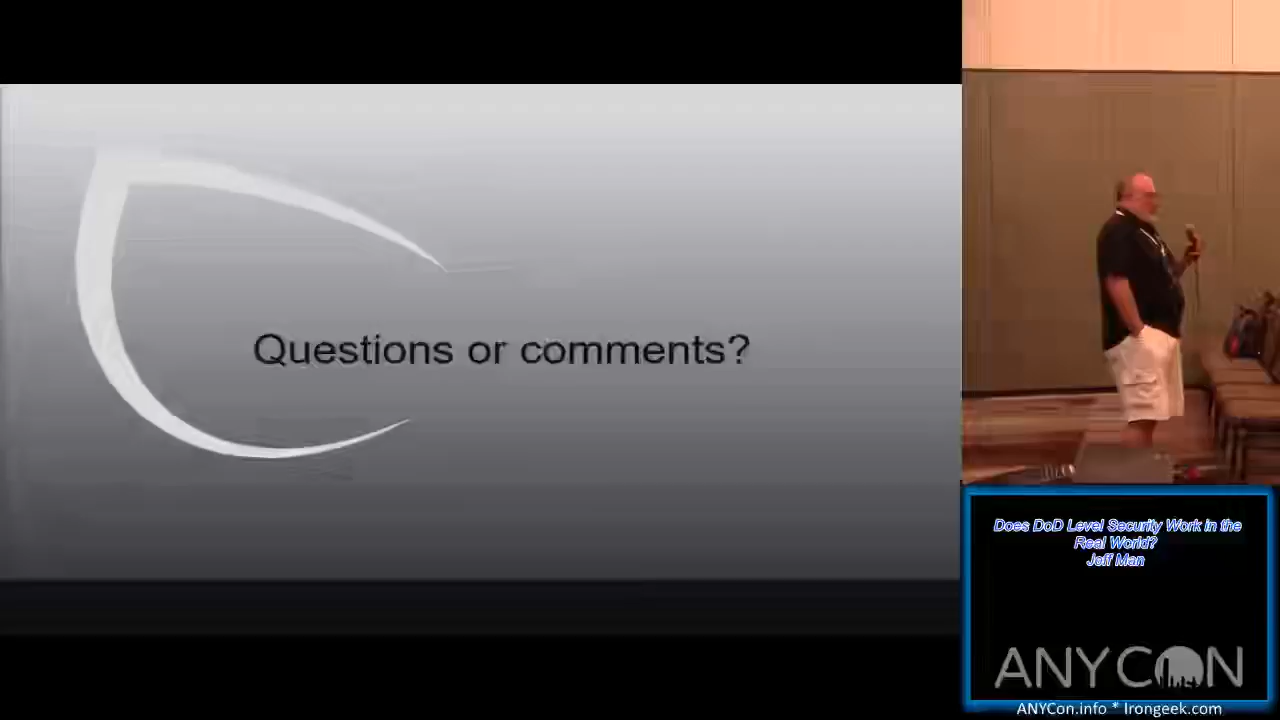 Questions or comments?
Does DoD Level Security Work in the
Real World?
Jeff Man
ANYCON
ANYCon.info * Irongeek.com